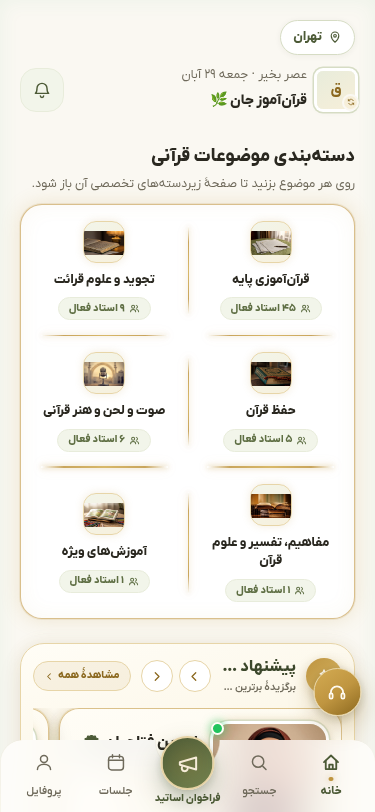 تهران
عصر بخیر · جمعه ۲۹ آبان
قرآن‌آموز جان 🌿
ق
دسته‌بندی موضوعات قرآنی
روی هر موضوع بزنید تا صفحهٔ زیردسته‌های تخصصی آن باز شود.
قرآن‌آموزی پایه
۴۵ استاد فعال
تجوید و علوم قرائت
۹ استاد فعال
حفظ قرآن
۵ استاد فعال
صوت و لحن و هنر قرآنی
۶ استاد فعال
مفاهیم، تفسیر و علوم
قرآن
۱ استاد فعال
آموزش‌های ویژه
۱ استاد فعال
پیشنهاد ...
برگزیدهٔ برترین ...
مشاهدهٔ همه
خانه
جستجو
فراخوان اساتید
جلسات
پروفایل